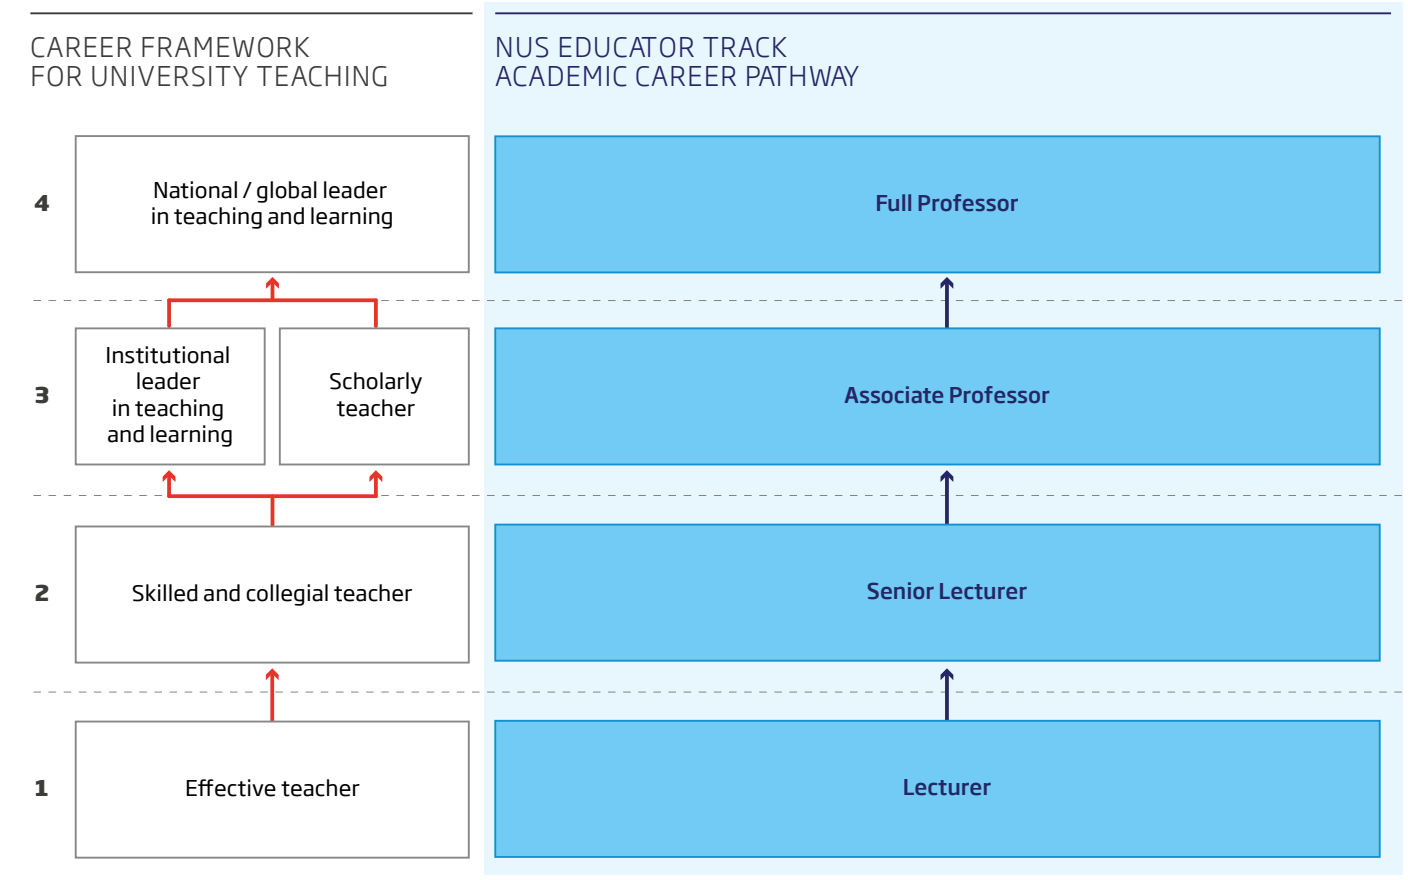 CAREER FRAMEWORK
FOR UNIVERSITY TEACHING
NUS EDUCATOR TRACK
ACADEMIC CAREER PATHWAY
4
National / global leader
in teaching and learning
Full Professor
3
Institutional
leader
in teaching
and learning
Scholarly
teacher
Associate Professor
2
Skilled and collegial teacher
Senior Lecturer
1
Effective teacher
Lecturer